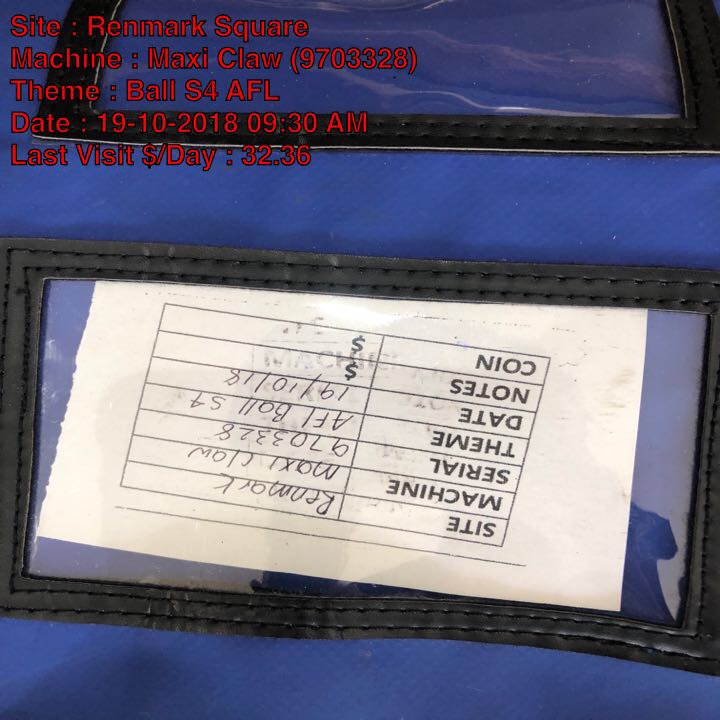 Site : Renmark Square
Machine : Maxi Claw (9703328)
Theme : Ball S4 AFL
Date : 19-10-2018 09:30 AM
Last Visit $/Day : 32.36
SITE Renmark
MACHINE maxi claw
SERIAL 9703328
THEME AFL Ball S4
DATE 19/10/18
NOTES $
COIN $
MACHINE